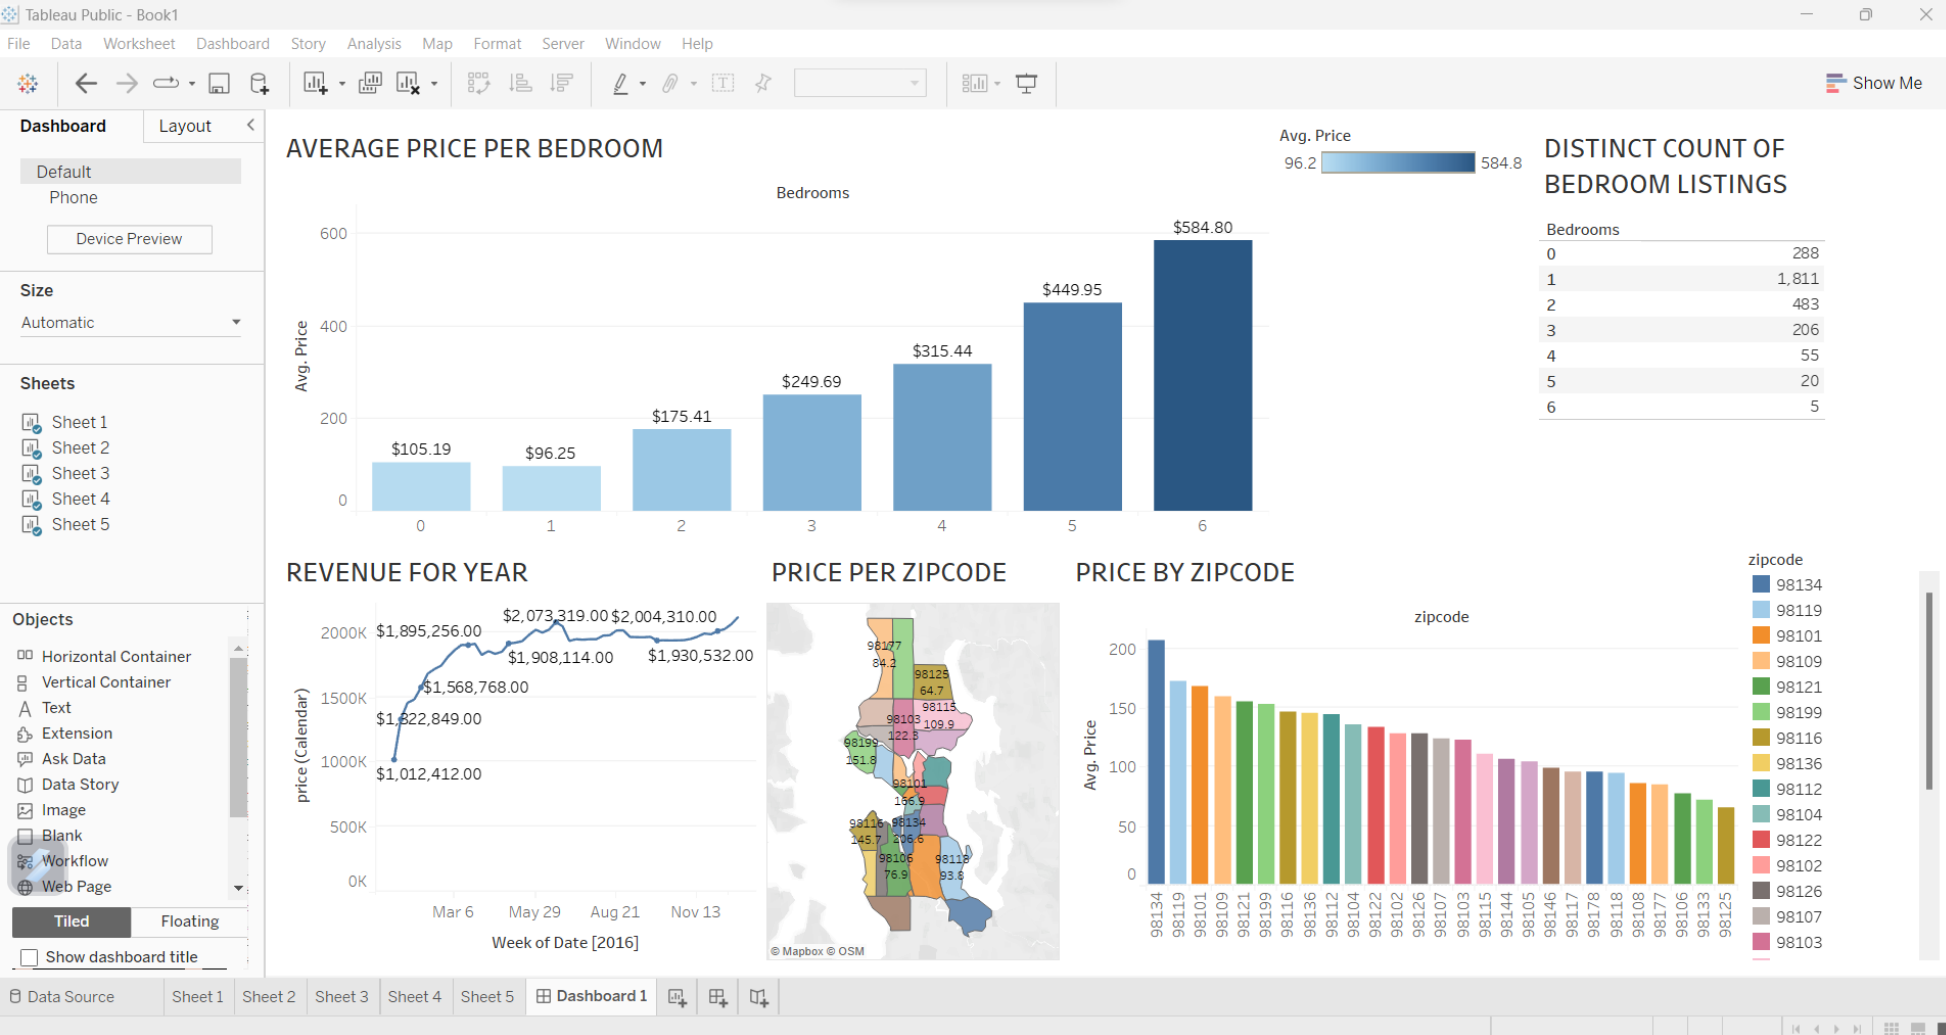 Tableau Public - Book1
File Data Worksheet Dashboard Story Analysis Map Format Server Window Help
Show Me
Dashboard
Layout
Default
Phone
Device Preview
Size
Automatic
Sheets
Sheet 1
Sheet 2
Sheet 3
Sheet 4
Sheet 5
Objects
Horizontal Container
Vertical Container
Text
Extension
Ask Data
Data Story
Image
Blank
Workflow
Web Page
Tiled
Floating
Show dashboard title
AVERAGE PRICE PER BEDROOM
Bedrooms
Avg. Price
600
400
200
0
$105.19
$96.25
$175.41
$249.69
$315.44
$449.95
$584.80
0 1 2 3 4 5 6
Avg. Price
96.2 584.8
DISTINCT COUNT OF
BEDROOM LISTINGS
Bedrooms
0 288
1 1,811
2 483
3 206
4 55
5 20
6 5
REVENUE FOR YEAR
price (Calendar)
2000K
1500K
1000K
500K
0K
$1,895,256.00
$2,073,319.00
$2,004,310.00
$1,908,114.00
$1,930,532.00
$1,568,768.00
$1,322,849.00
$1,012,412.00
Mar 6 May 29 Aug 21 Nov 13
Week of Date [2016]
PRICE PER ZIPCODE
98177
84.2
98125
64.7
98115
109.9
98103
122.3
98199
151.8
98101
166.9
98116
145.7
98134
206.6
98106
76.9
98118
93.8
© Mapbox © OSM
PRICE BY ZIPCODE
zipcode
Avg. Price
200
150
100
50
0
98134 98119 98101 98109 98121 98199 98116 98136 98112 98104 98122 98102 98126 98107 98103 98115 98144 98105 98146 98117 98178 98118 98108 98177 98106 98133 98125
zipcode
98134
98119
98101
98109
98121
98199
98116
98136
98112
98104
98122
98102
98126
98107
98103
Data Source
Sheet 1
Sheet 2
Sheet 3
Sheet 4
Sheet 5
Dashboard 1